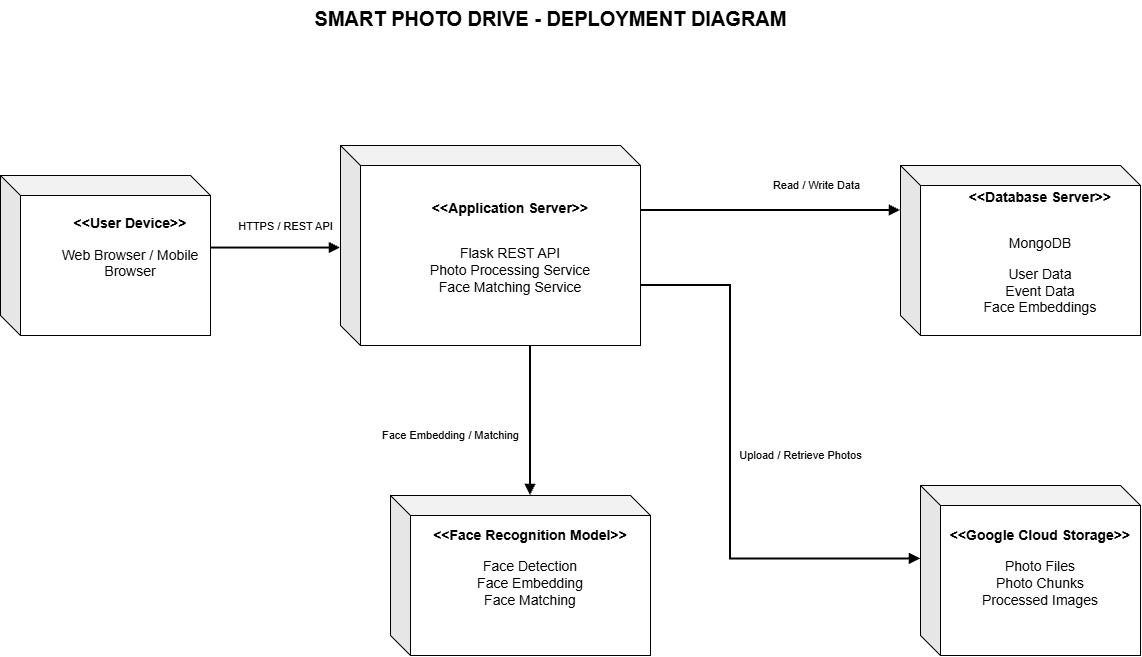 SMART PHOTO DRIVE - DEPLOYMENT DIAGRAM
<<User Device>>
Web Browser / Mobile
Browser
HTTPS / REST API
<<Application Server>>
Flask REST API
Photo Processing Service
Face Matching Service
Read / Write Data
<<Database Server>>
MongoDB
User Data
Event Data
Face Embeddings
Face Embedding / Matching
Upload / Retrieve Photos
<<Face Recognition Model>>
Face Detection
Face Embedding
Face Matching
<<Google Cloud Storage>>
Photo Files
Photo Chunks
Processed Images